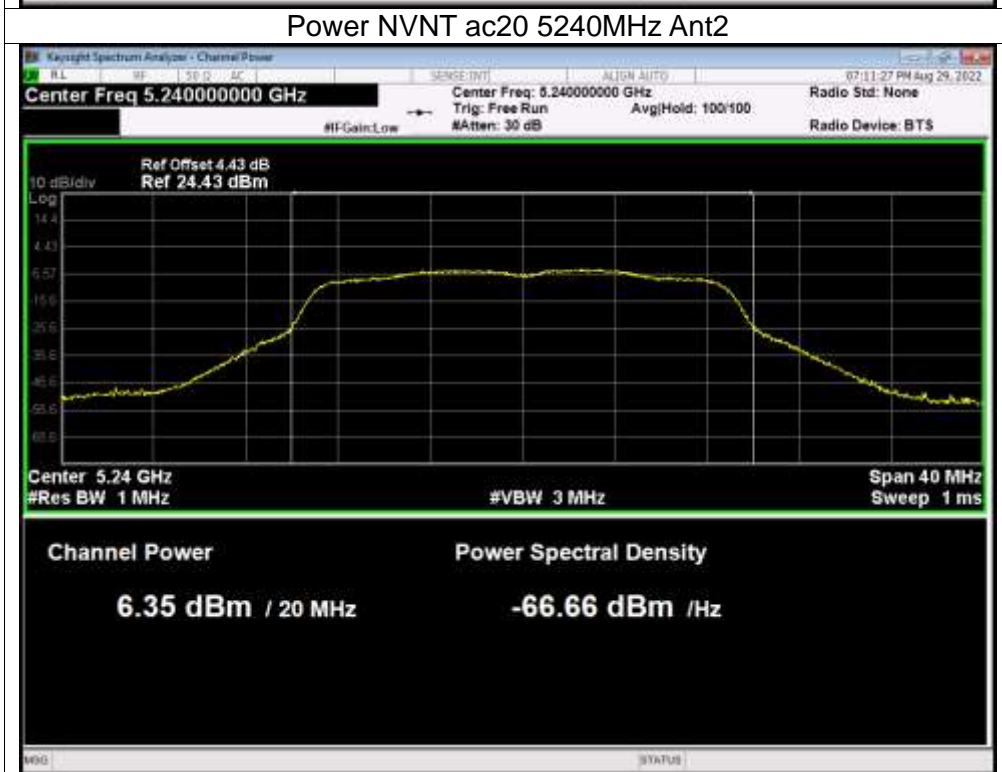 Power NVNT ac20 5240MHz Ant2
Keysight Spectrum Analyzer - Channel Power
RL RF 50 Ω AC SENSE:INT ALIGN AUTO 07:11:27 PM Aug 29, 2022
Center Freq 5.240000000 GHz
Center Freq: 5.240000000 GHz Radio Std: None
Trig: Free Run Avg|Hold: 100/100
#IFGain:Low #Atten: 30 dB Radio Device: BTS
Ref Offset 4.43 dB
10 dB/div Ref 24.43 dBm
Log
14.4
4.43
-5.57
-15.6
-25.6
-35.6
-45.6
-55.6
-65.6
Center 5.24 GHz Span 40 MHz
#Res BW 1 MHz #VBW 3 MHz Sweep 1 ms
Channel Power Power Spectral Density
6.35 dBm / 20 MHz -66.66 dBm /Hz
MSG STATUS